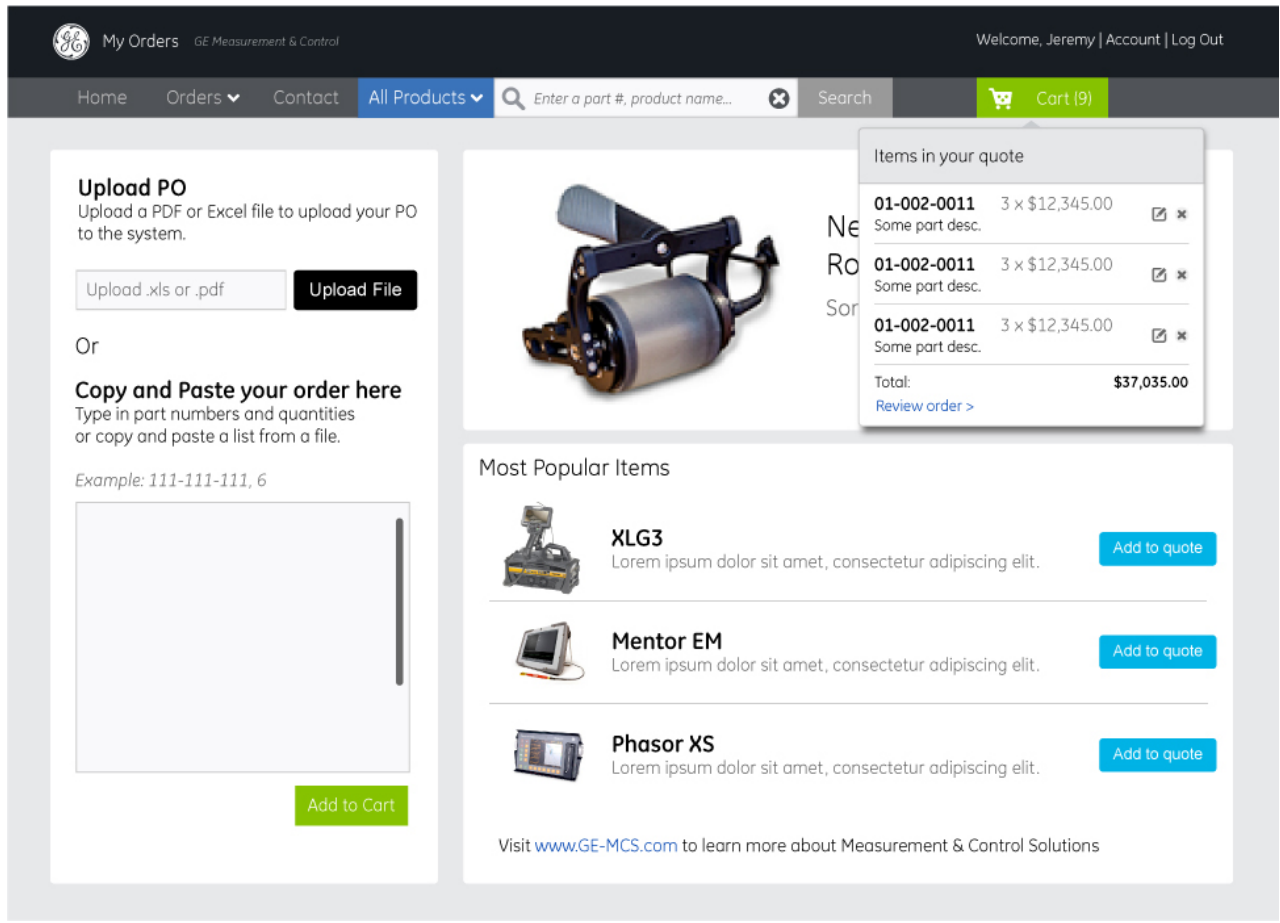 GE My Orders GE Measurement & Control
Welcome, Jeremy | Account | Log Out
Home Orders Contact All Products Enter a part #, product name... Search Cart (9)
Upload PO
Upload a PDF or Excel file to upload your PO
to the system.
Upload .xls or .pdf Upload File
Or
Copy and Paste your order here
Type in part numbers and quantities
or copy and paste a list from a file.
Example: 111-111-111, 6
Add to Cart
Ne
Ro
Sor
Items in your quote
01-002-0011 3 x $12,345.00
Some part desc.
01-002-0011 3 x $12,345.00
Some part desc.
01-002-0011 3 x $12,345.00
Some part desc.
Total: $37,035.00
Review order >
Most Popular Items
XLG3
Lorem ipsum dolor sit amet, consectetur adipiscing elit.
Add to quote
Mentor EM
Lorem ipsum dolor sit amet, consectetur adipiscing elit.
Add to quote
Phasor XS
Lorem ipsum dolor sit amet, consectetur adipiscing elit.
Add to quote
Visit www.GE-MCS.com to learn more about Measurement & Control Solutions